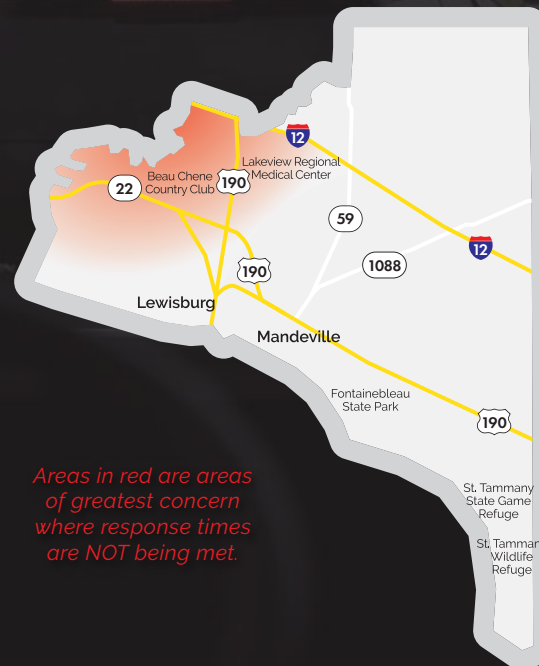 12
59
Lakeview Regional
Medical Center
Beau Chene
Country Club
190
22
12
1088
190
Lewisburg
Mandeville
Fontainebleau
State Park
190
Areas in red are areas
of greatest concern
where response times
are NOT being met.
St. Tammany
State Game
Refuge
St. Tamman
Wildlife
Refuge